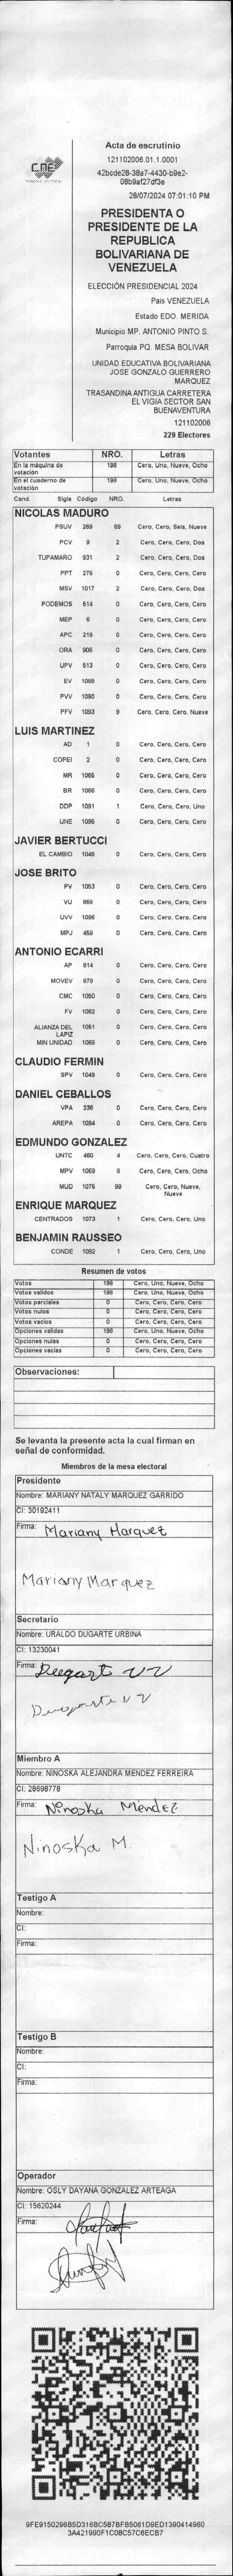 CNE
Acta de escrutinio
121102006.01.1.0001
42bcde28-38a7-4430-b9e2-
08b9af27df3e
28/07/2024 07:01:10 PM
PRESIDENTA O
PRESIDENTE DE LA
REPUBLICA
BOLIVARIANA DE
VENEZUELA
ELECCIÓN PRESIDENCIAL 2024
Pais VENEZUELA
Estado EDO. MERIDA
Municipio MP. ANTONIO PINTO S.
Parroquia PQ. MESA BOLIVAR
UNIDAD EDUCATIVA BOLIVARIANA
JOSE GONZALO GUERRERO
MARQUEZ
TRASANDINA ANTIGUA CARRETERA
EL VIGIA SECTOR SAN
BUENAVENTURA
121102006
229 Electores
Votantes NRO. Letras
En la máquina de votación 198 Cero, Uno, Nueve, Ocho
En el cuaderno de votación 198 Cero, Uno, Nueve, Ocho
Cand. Sigla Código NRO. Letras
NICOLAS MADURO
PSUV 269 69 Cero, Cero, Seis, Nueve
PCV 9 2 Cero, Cero, Cero, Dos
TUPAMARO 931 2 Cero, Cero, Cero, Dos
PPT 276 0 Cero, Cero, Cero, Cero
MSV 1017 2 Cero, Cero, Cero, Dos
PODEMOS 514 0 Cero, Cero, Cero, Cero
MEP 6 0 Cero, Cero, Cero, Cero
APC 219 0 Cero, Cero, Cero, Cero
ORA 906 0 Cero, Cero, Cero, Cero
UPV 513 0 Cero, Cero, Cero, Cero
EV 1089 0 Cero, Cero, Cero, Cero
PVV 1090 0 Cero, Cero, Cero, Cero
PFV 1093 9 Cero, Cero, Cero, Nueve
LUIS MARTINEZ
AD 1 0 Cero, Cero, Cero, Cero
COPEI 2 0 Cero, Cero, Cero, Cero
MR 1065 0 Cero, Cero, Cero, Cero
BR 1066 0 Cero, Cero, Cero, Cero
DDP 1091 1 Cero, Cero, Cero, Uno
UNE 1095 0 Cero, Cero, Cero, Cero
JAVIER BERTUCCI
EL CAMBIO 1048 0 Cero, Cero, Cero, Cero
JOSE BRITO
PV 1053 0 Cero, Cero, Cero, Cero
VU 969 0 Cero, Cero, Cero, Cero
UVV 1096 0 Cero, Cero, Cero, Cero
MPJ 459 0 Cero, Cero, Cero, Cero
ANTONIO ECARRI
AP 814 0 Cero, Cero, Cero, Cero
MOVEV 879 0 Cero, Cero, Cero, Cero
CMC 1050 0 Cero, Cero, Cero, Cero
FV 1062 0 Cero, Cero, Cero, Cero
ALIANZA DEL LAPIZ 1051 0 Cero, Cero, Cero, Cero
MIN UNIDAD 1068 0 Cero, Cero, Cero, Cero
CLAUDIO FERMIN
SPV 1049 0 Cero, Cero, Cero, Cero
DANIEL CEBALLOS
VPA 236 0 Cero, Cero, Cero, Cero
AREPA 1094 0 Cero, Cero, Cero, Cero
EDMUNDO GONZALEZ
UNTC 460 4 Cero, Cero, Cero, Cuatro
MPV 1069 8 Cero, Cero, Cero, Ocho
MUD 1075 99 Cero, Cero, Nueve,
Nueve
ENRIQUE MARQUEZ
CENTRADOS 1073 1 Cero, Cero, Cero, Uno
BENJAMIN RAUSSEO
CONDE 1092 1 Cero, Cero, Cero, Uno
Resumen de votos
Votos 198 Cero, Uno, Nueve, Ocho
Votos validos 198 Cero, Uno, Nueve, Ocho
Votos parciales 0 Cero, Cero, Cero, Cero
Votos nulos 0 Cero, Cero, Cero, Cero
Votos vacíos 0 Cero, Cero, Cero, Cero
Opciones validas 198 Cero, Uno, Nueve, Ocho
Opciones nulas 0 Cero, Cero, Cero, Cero
Opciones vacías 0 Cero, Cero, Cero, Cero
Observaciones:
Se levanta la presente acta la cual firman en
señal de conformidad.
Miembros de la mesa electoral
Presidente
Nombre: MARIANY NATALY MARQUEZ GARRIDO
CI: 30192411
Firma: Mariany Marquez
Mariany Marquez
Secretario
Nombre: URALDO DUGARTE URBINA
CI: 13230041
Firma:
Miembro A
Nombre: NINOSKA ALEJANDRA MENDEZ FERREIRA
CI: 28698778
Firma: Ninoska Mendez
Ninoska M.
Testigo A
Nombre:
CI:
Firma:
Testigo B
Nombre:
CI:
Firma:
Operador
Nombre: OSLY DAYANA GONZALEZ ARTEAGA
CI: 15620244
Firma:
9FE9150296B5D316BC587BFB5061D9ED1390414960
3A421990F1C08C57C6ECB7